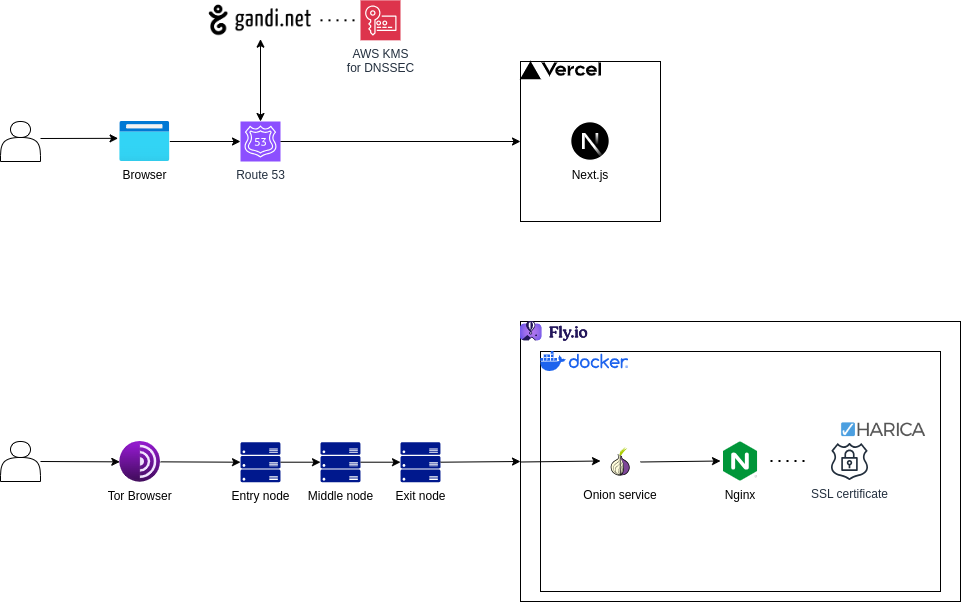 gandi.net
AWS KMS
for DNSSEC
Vercel
53
N
Browser
Route 53
Next.js
Fly.io
docker
HARICA
N
Tor Browser
Entry node
Middle node
Exit node
Onion service
Nginx
SSL certificate